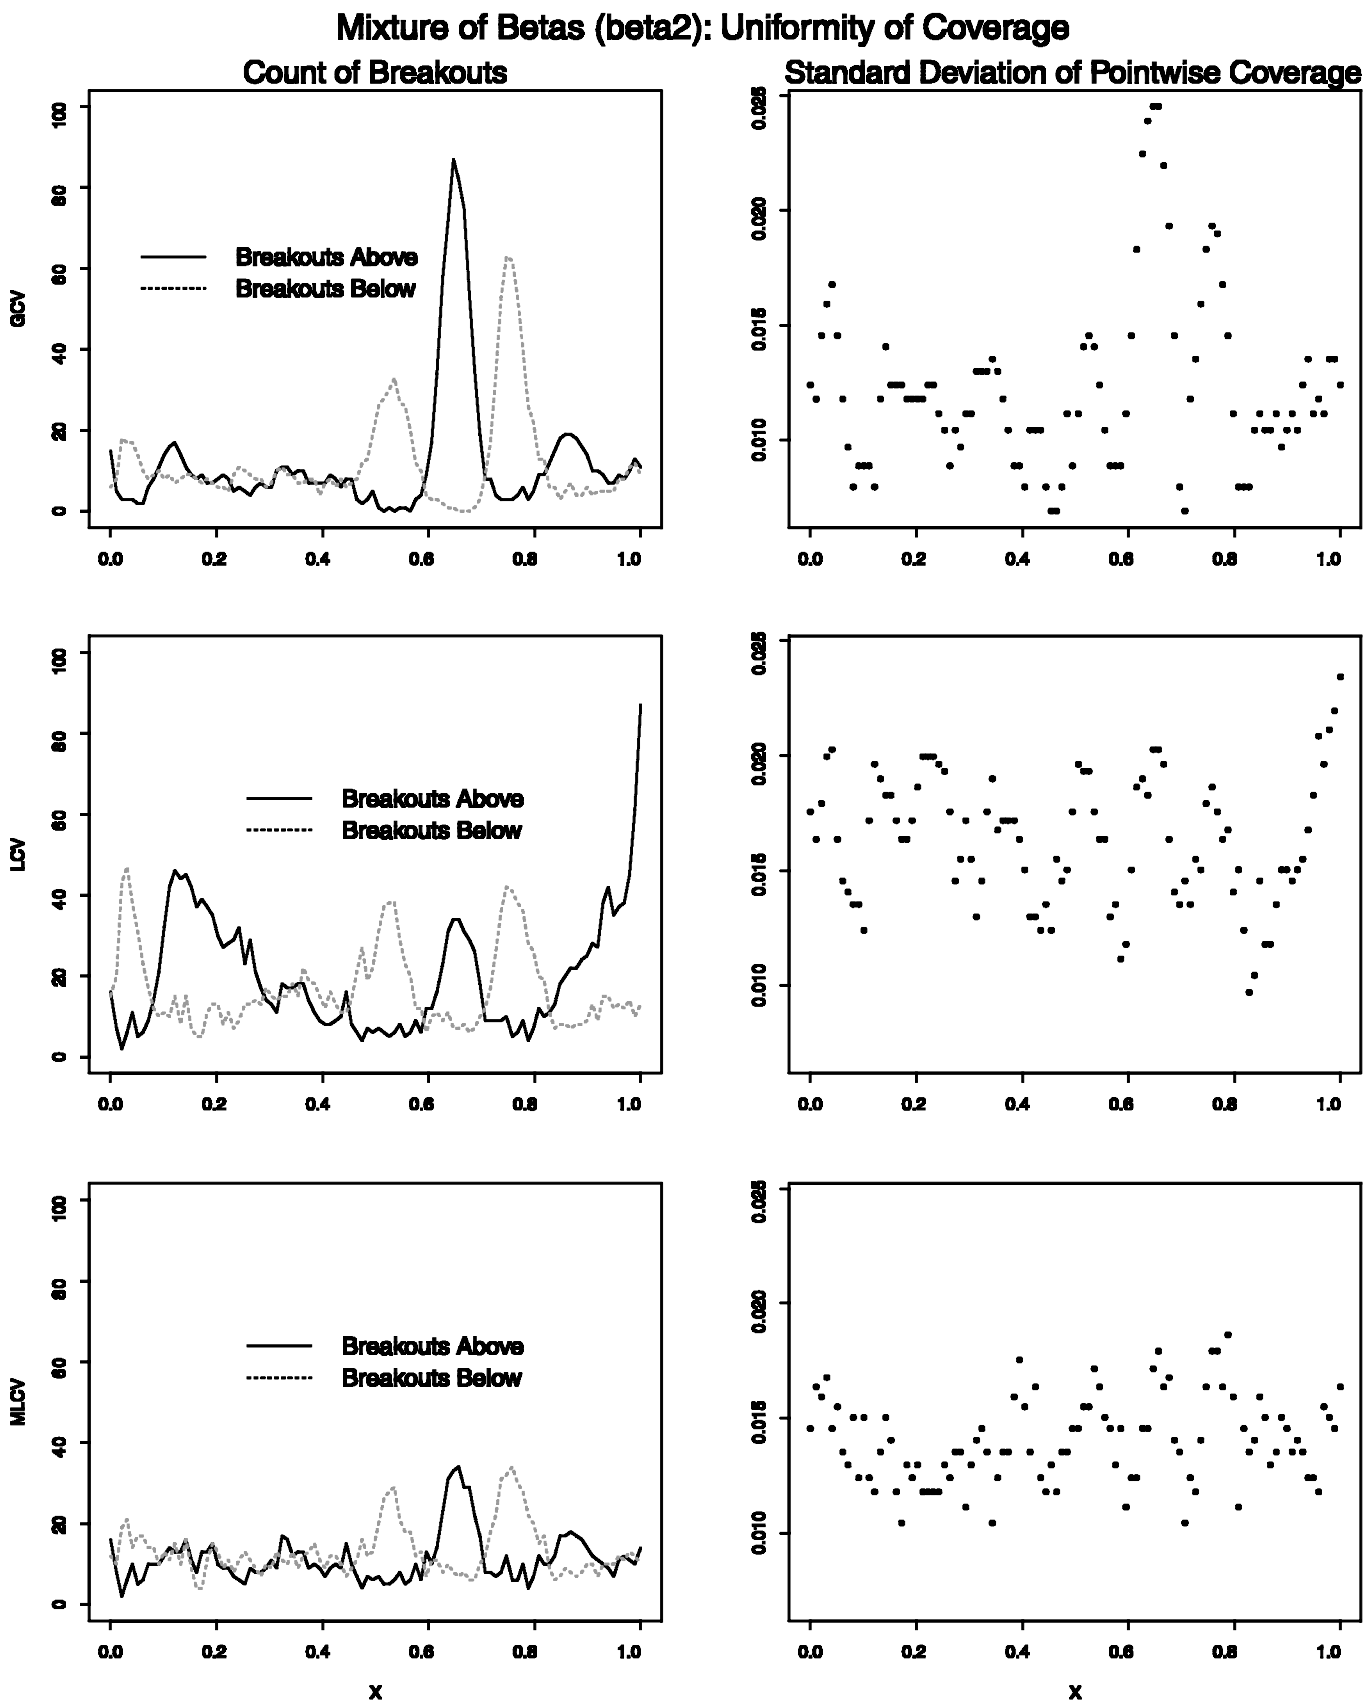 Mixture of Betas (beta2): Uniformity of Coverage
Count of Breakouts
Standard Deviation of Pointwise Coverage
GCV
100
80
60
40
20
0
Breakouts Above
Breakouts Below
0.0 0.2 0.4 0.6 0.8 1.0
0.025
0.020
0.015
0.010
0.0 0.2 0.4 0.6 0.8 1.0
LCV
100
80
60
40
20
0
Breakouts Above
Breakouts Below
0.0 0.2 0.4 0.6 0.8 1.0
0.025
0.020
0.015
0.010
0.0 0.2 0.4 0.6 0.8 1.0
MLCV
100
80
60
40
20
0
Breakouts Above
Breakouts Below
0.0 0.2 0.4 0.6 0.8 1.0
X
0.025
0.020
0.015
0.010
0.0 0.2 0.4 0.6 0.8 1.0
X